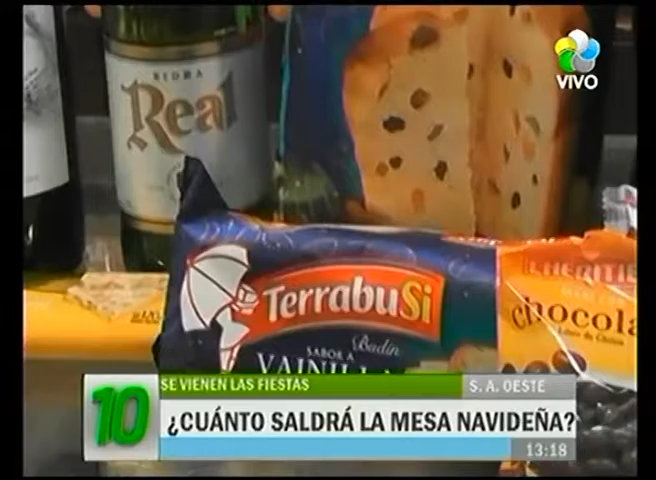 SIDRA
Real
VIVO
TerrabuSi
Budín
SABOR A
VAINILLA
Chocola
10
SE VIENEN LAS FIESTAS
S. A. OESTE
¿CUÁNTO SALDRÁ LA MESA NAVIDEÑA?
13:18